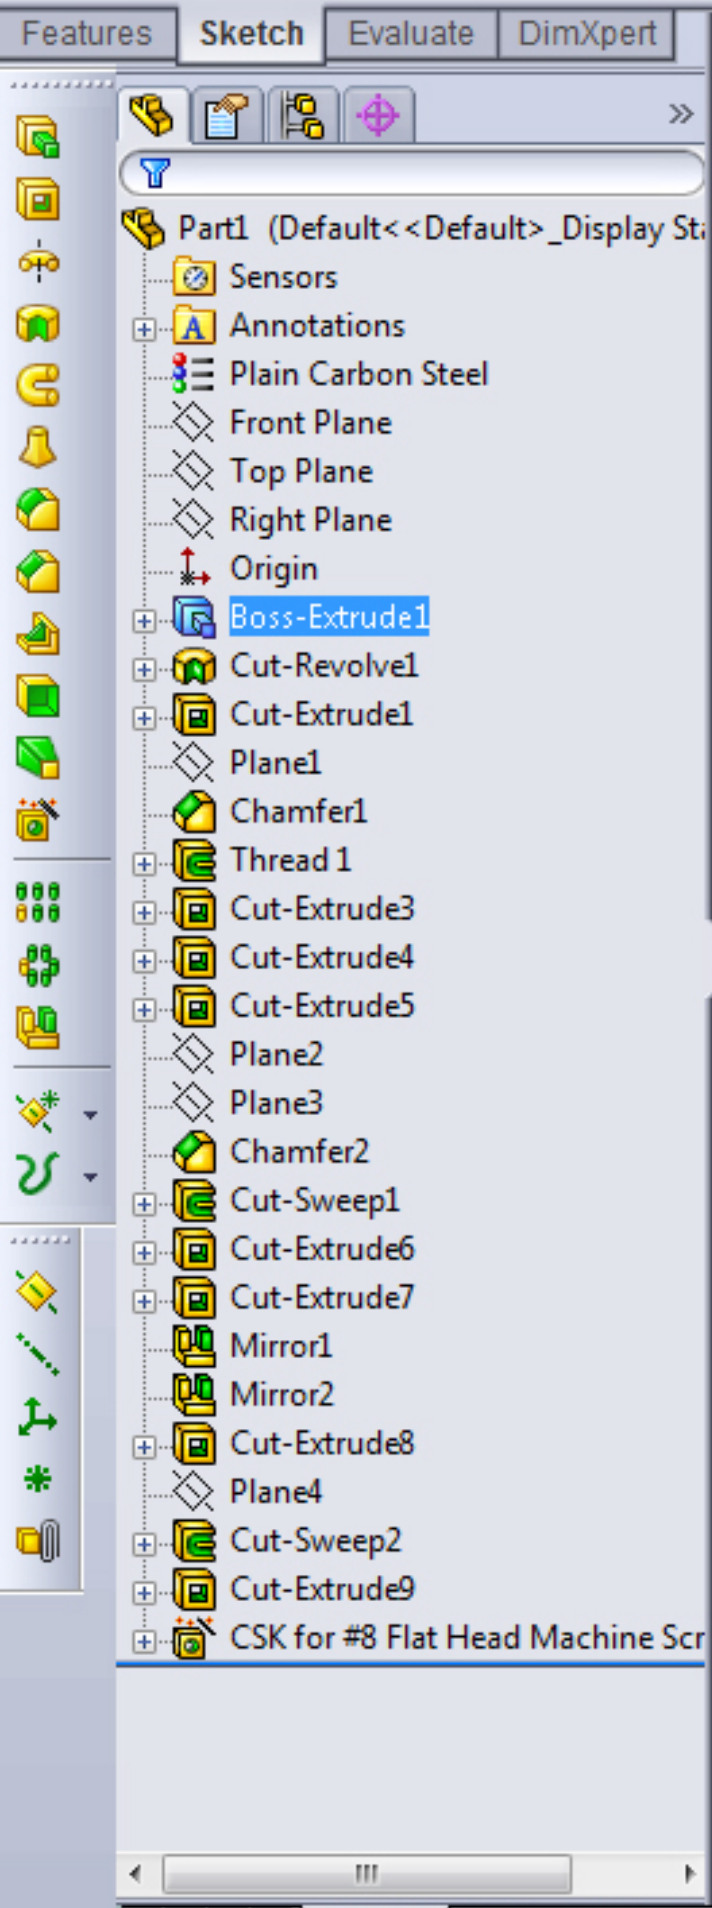 Features Sketch Evaluate DimXpert
Part1 (Default<<Default>_Display Sta
Sensors
Annotations
Plain Carbon Steel
Front Plane
Top Plane
Right Plane
Origin
Boss-Extrude1
Cut-Revolve1
Cut-Extrude1
Plane1
Chamfer1
Thread 1
Cut-Extrude3
Cut-Extrude4
Cut-Extrude5
Plane2
Plane3
Chamfer2
Cut-Sweep1
Cut-Extrude6
Cut-Extrude7
Mirror1
Mirror2
Cut-Extrude8
Plane4
Cut-Sweep2
Cut-Extrude9
CSK for #8 Flat Head Machine Scr